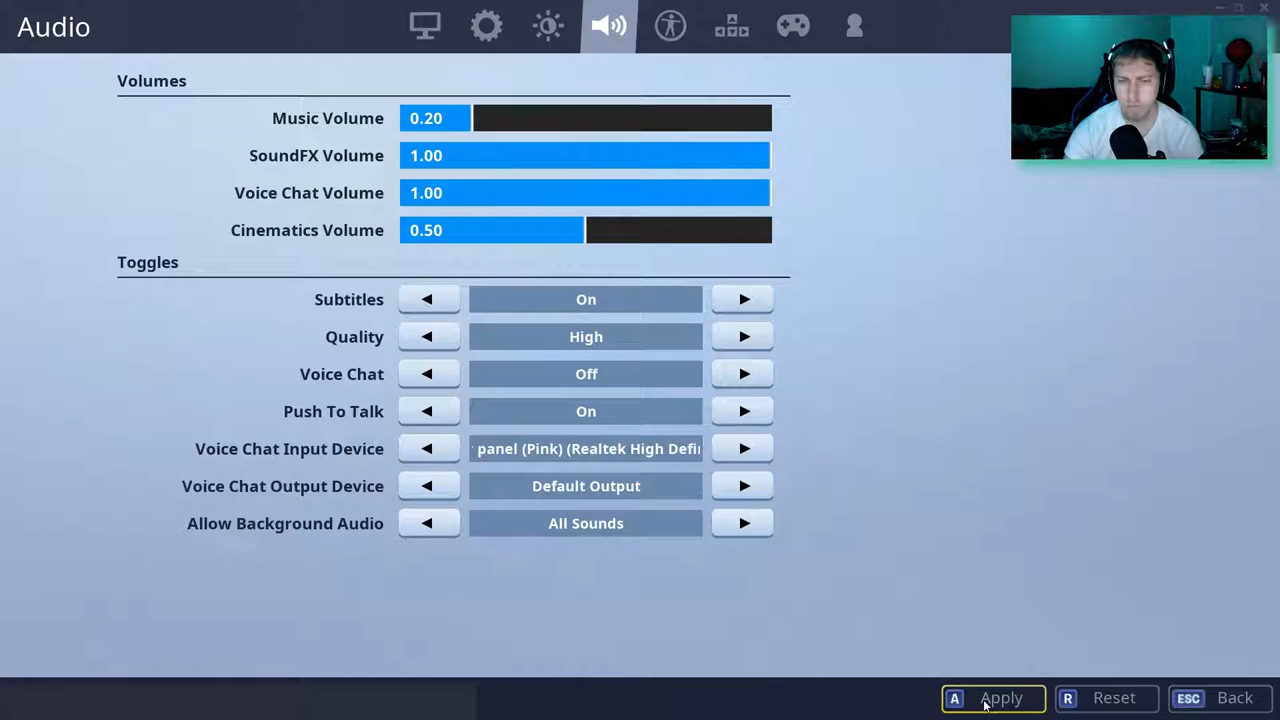 Audio
Volumes
Music Volume 0.20
SoundFX Volume 1.00
Voice Chat Volume 1.00
Cinematics Volume 0.50
Toggles
Subtitles On
Quality High
Voice Chat Off
Push To Talk On
Voice Chat Input Device panel (Pink) (Realtek High Defi
Voice Chat Output Device Default Output
Allow Background Audio All Sounds
A Apply R Reset ESC Back